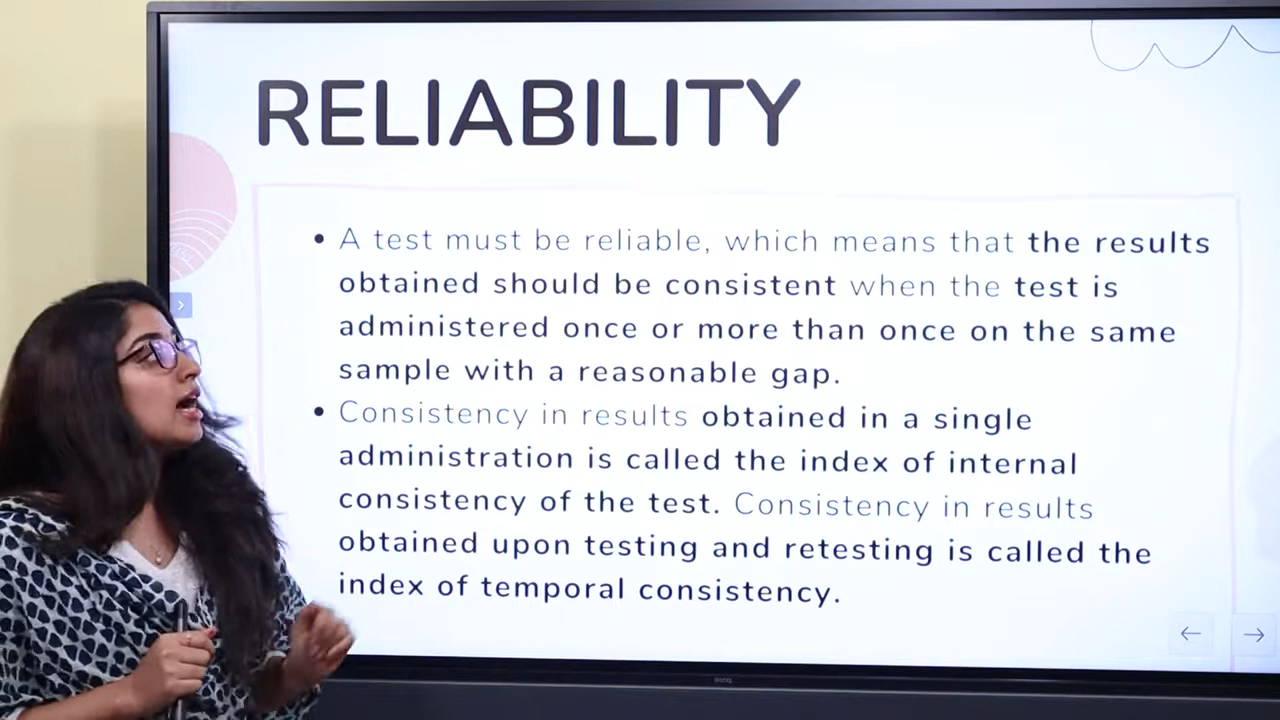 RELIABILITY
• A test must be reliable, which means that the results
obtained should be consistent when the test is
administered once or more than once on the same
sample with a reasonable gap.
• Consistency in results obtained in a single
administration is called the index of internal
consistency of the test. Consistency in results
obtained upon testing and retesting is called the
index of temporal consistency.
BenQ